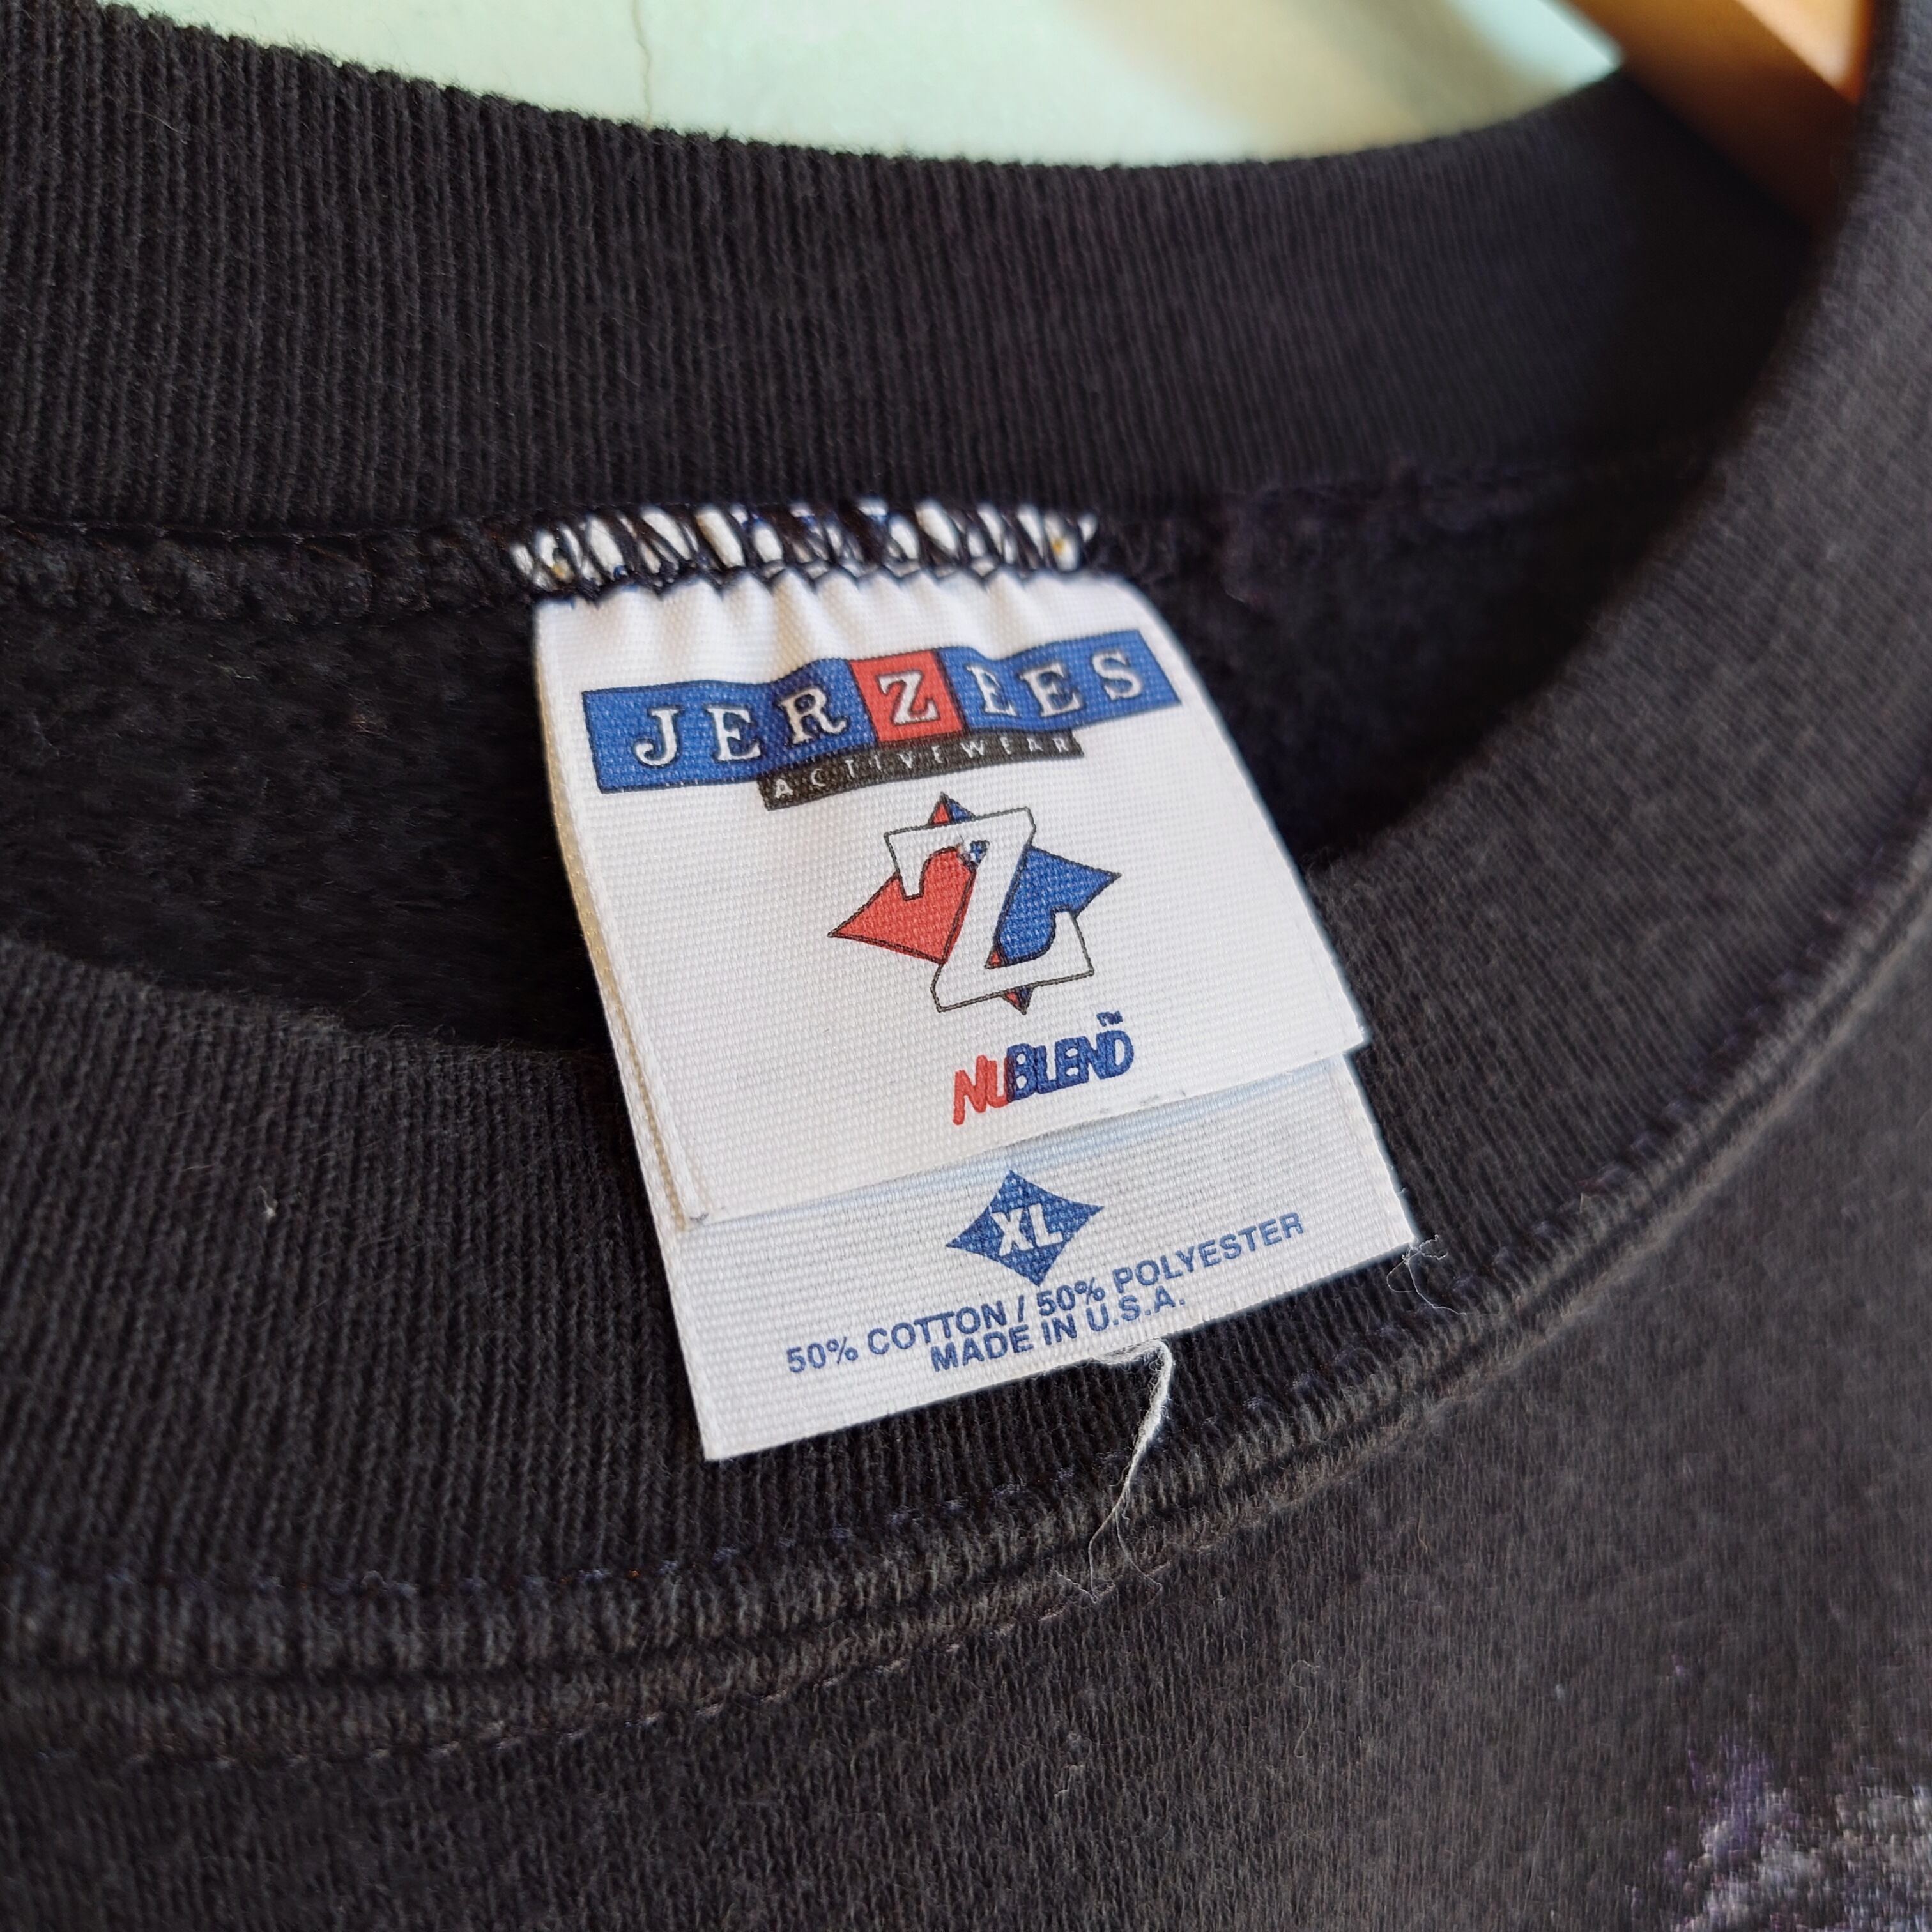 JERZEES
ACTIVEWEAR
Z
NUBLEND™
XL
50% COTTON / 50% POLYESTER
MADE IN U.S.A.